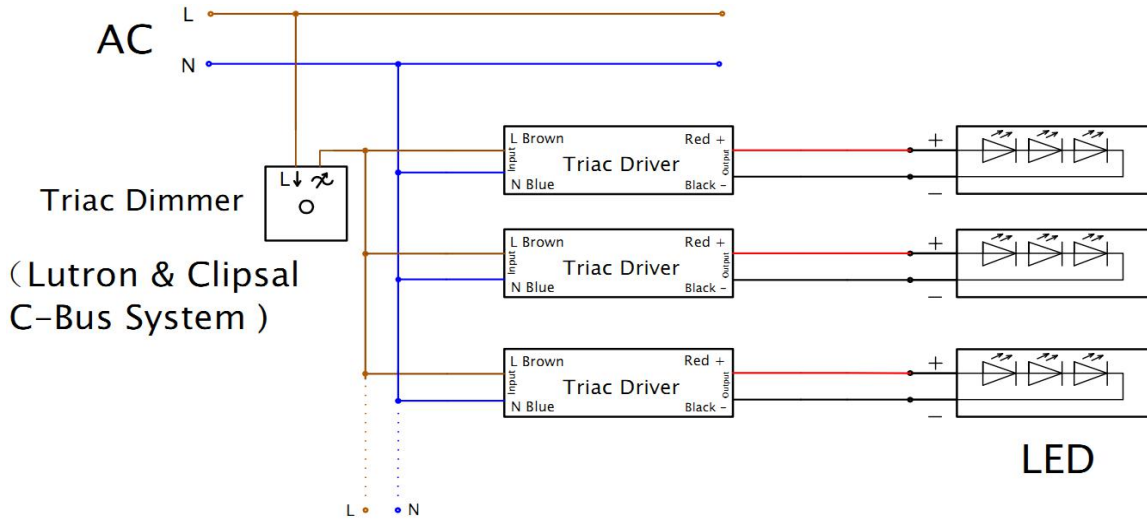 L
AC
N
L Brown
Red +
Input
Triac Driver
Output
N Blue
Black -
+
−
L
Triac Dimmer
L Brown
Red +
Input
Triac Driver
Output
N Blue
Black -
+
−
（Lutron & Clipsal
C-Bus System )
L Brown
Red +
Input
Triac Driver
Output
N Blue
Black -
+
−
LED
L
N